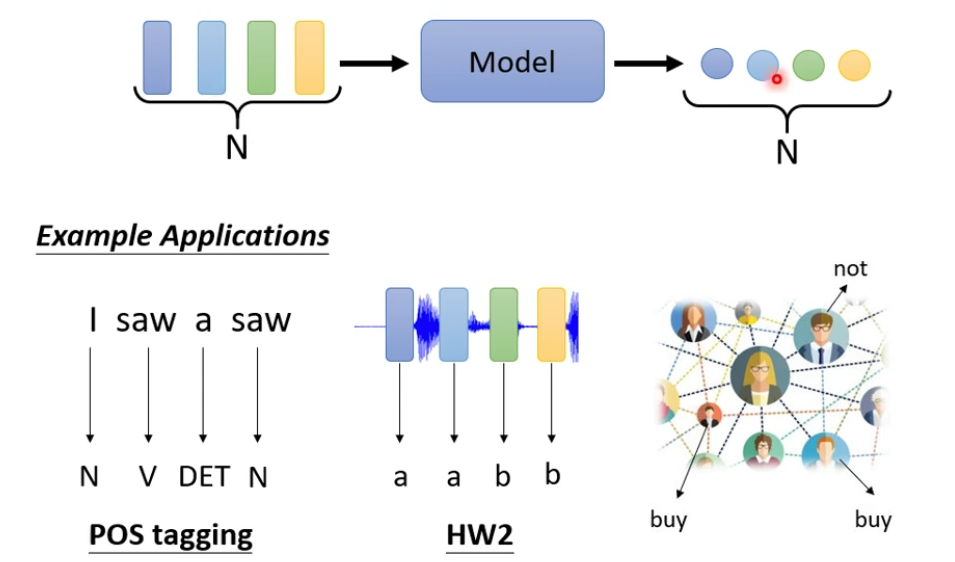 Model
N
N
Example Applications
not
I saw a saw
N V DET N
a a b b
buy
buy
POS tagging
HW2